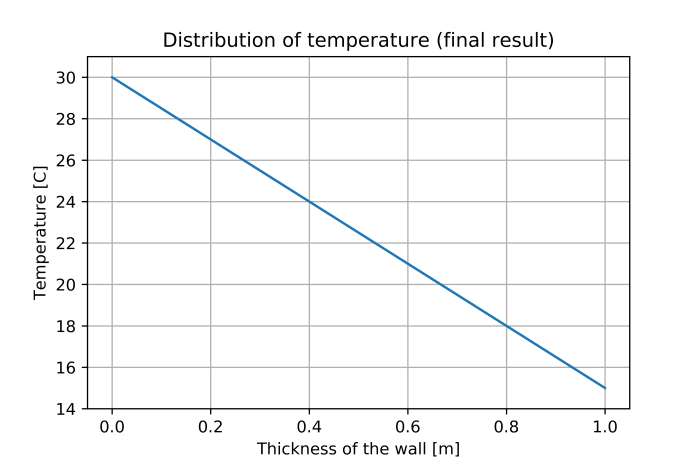 Distribution of temperature (final result)
30
28
26
24
22
20
18
16
14
Temperature [C]
0.0 0.2 0.4 0.6 0.8 1.0
Thickness of the wall [m]